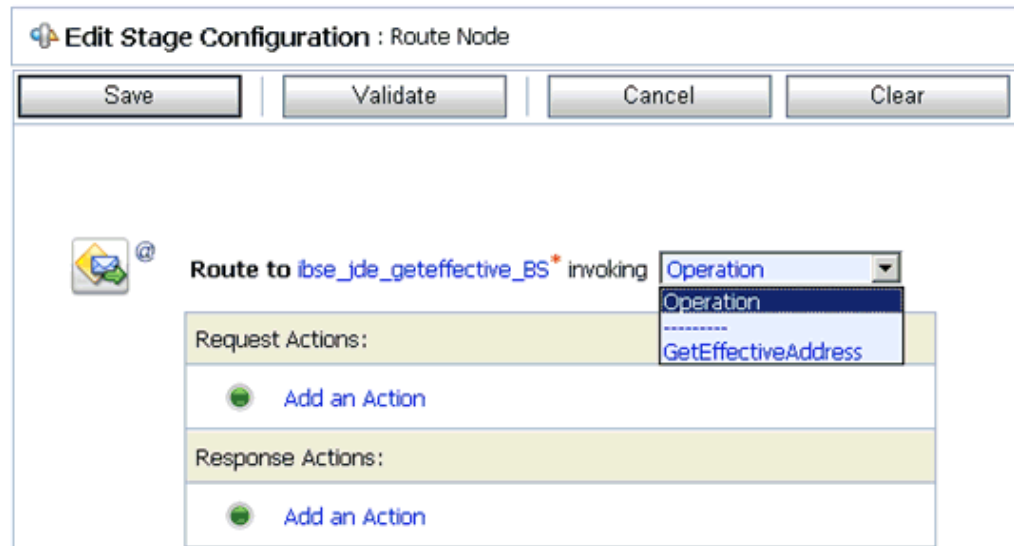 Edit Stage Configuration : Route Node
Save Validate Cancel Clear
@
Route to ibse_jde_geteffective_BS* invoking Operation
Operation
---------
GetEffectiveAddress
Request Actions:
Add an Action
Response Actions:
Add an Action